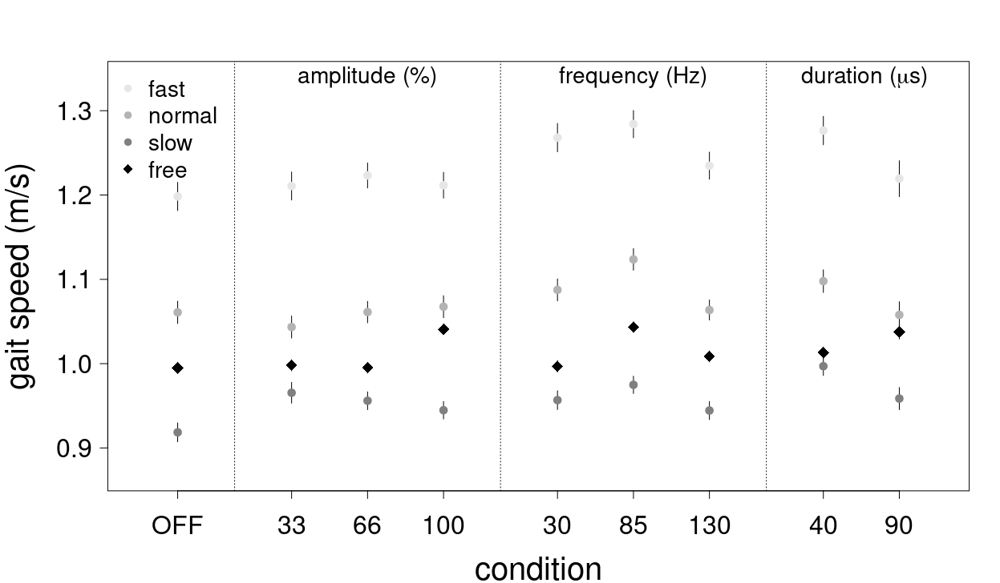 amplitude (%)
frequency (Hz)
duration (μs)
fast
normal
slow
free
gait speed (m/s)
1.3
1.2
1.1
1.0
0.9
OFF 33 66 100 30 85 130 40 90
condition